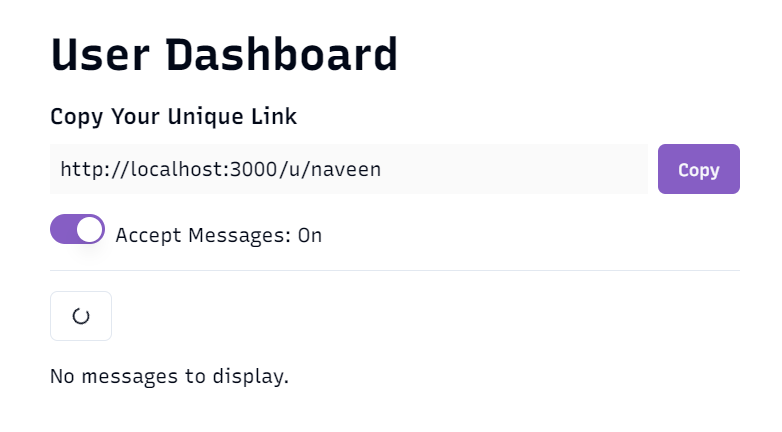 User Dashboard
Copy Your Unique Link
http://localhost:3000/u/naveen
Copy
Accept Messages: On
No messages to display.